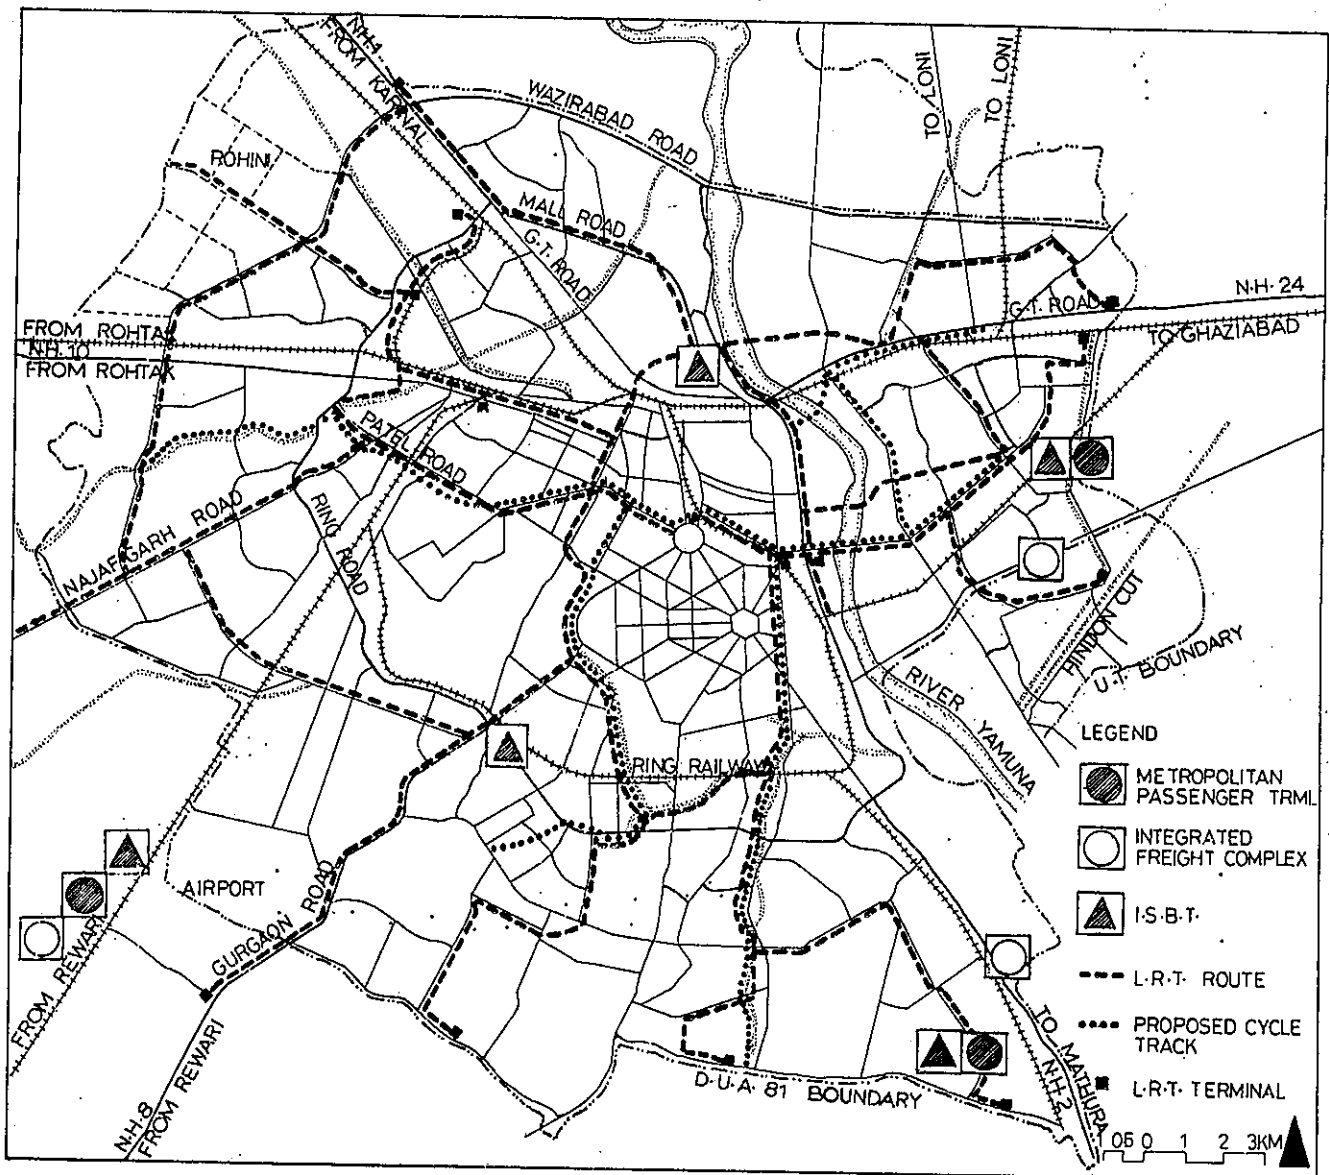 N.H.1
FROM KARNAL
WAZIRABAD ROAD
TO LONI
TO LONI
ROHINI
MALL ROAD
G.T. ROAD
N.H. 24
G.T. ROAD
TO GHAZIABAD
FROM ROHTAK
N.H. 10
FROM ROHTAK
PATEL ROAD
NAJAFGARH ROAD
RING ROAD
HINDON CUT
U.T. BOUNDARY
RIVER YAMUNA
RING RAILWAY
AIRPORT
GURGAON ROAD
FROM REWARI
N.H-8
FROM REWARI
D.U.A. 81 BOUNDARY
TO MATHURA
N.H.2
LEGEND
METROPOLITAN
PASSENGER TRML
INTEGRATED
FREIGHT COMPLEX
I.S.B.T.
L.R.T. ROUTE
PROPOSED CYCLE
TRACK
L.R.T. TERMINAL
1 05 0 1 2 3KM